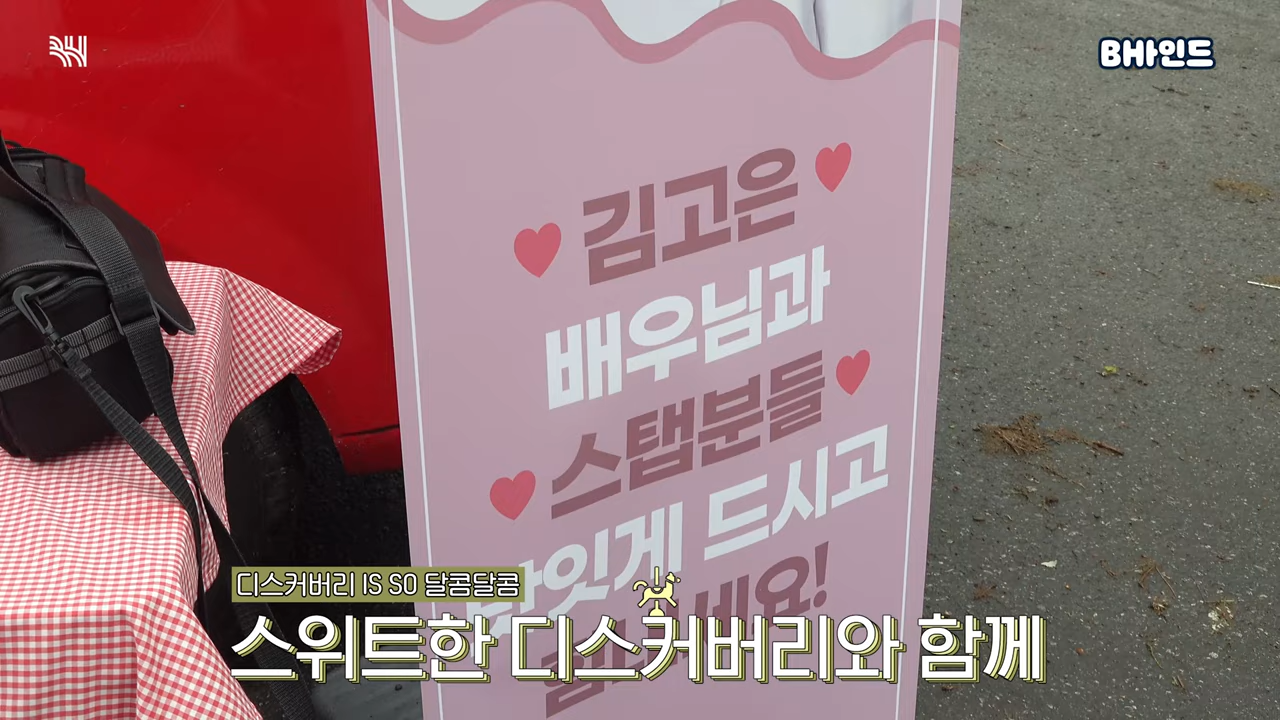 B바인드
김고은
배우님과
스탭분들
드시고
디스커버리 IS SO 달콤달콤
스위트한 디스커버리와 함께